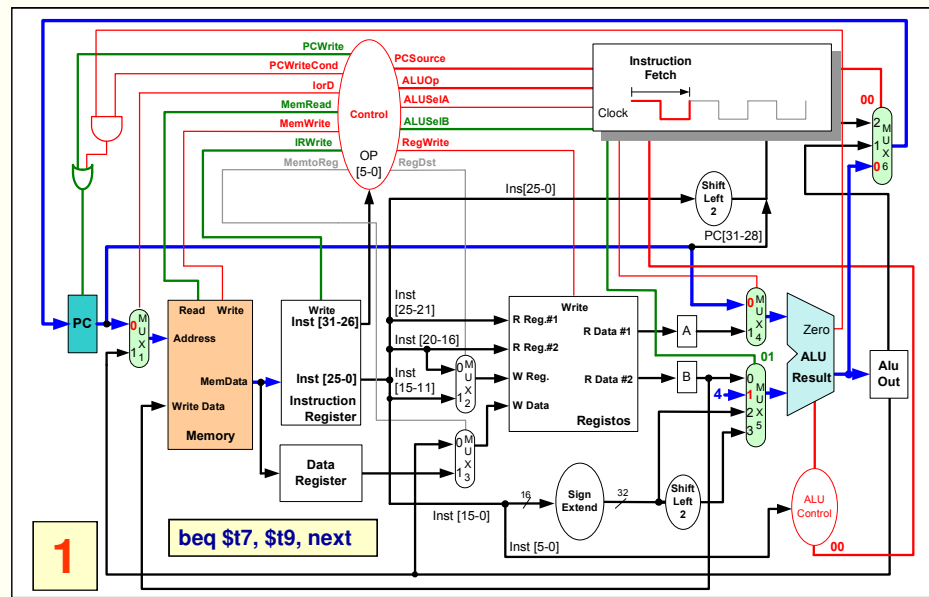 PCWrite
PCWriteCond
IorD
MemRead
MemWrite
IRWrite
MemtoReg
Control
OP
[5-0]
PCSource
ALUOp
ALUSelA
ALUSelB
RegWrite
RegDst
Instruction
Fetch
Clock
00
2
1
0
M
U
X
6
Ins[25-0]
Shift
Left
2
PC[31-28]
PC
0
1
M
U
X
1
Read
Write
Address
MemData
Write Data
Memory
Write
Inst [31-26]
Inst [25-0]
Instruction
Register
Data
Register
Inst
[25-21]
Inst
[20-16]
Inst
[15-11]
0
1
M
U
X
2
0
1
M
U
X
3
Write
R Reg.#1
R Reg.#2
W Reg.
W Data
R Data #1
R Data #2
Registos
A
B
0
1
M
U
X
4
01
4
0
1
2
3
M
U
X
5
Zero
ALU
Result
Alu
Out
Inst [15-0]
16
Sign
Extend
32
Shift
Left
2
Inst [5-0]
ALU
Control
00
1
beq $t7, $t9, next